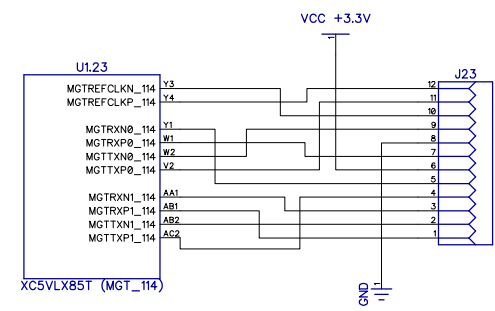 VCC +3.3V
1
U1.23
J23
MGTREFCLKN_114 Y3
MGTREFCLKP_114 Y4
MGTRXN0_114 Y1
MGTRXP0_114 W1
MGTTXN0_114 W2
MGTTXP0_114 V2
MGTRXN1_114 AA1
MGTRXP1_114 AB1
MGTTXN1_114 AB2
MGTTXP1_114 AC2
12
11
10
9
8
7
6
5
4
3
2
1
XC5VLX85T (MGT_114)
GND
1